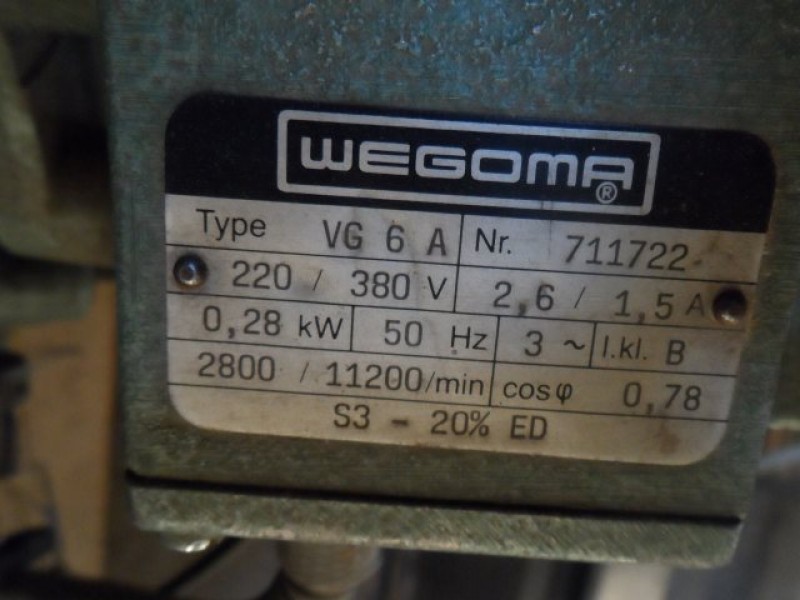 WEGOMA ®
Type VG 6 A Nr. 711722
220 / 380 V 2,6 / 1,5 A
0,28 kW 50 Hz 3 ~ I.kl. B
2800 / 11200/min cosφ 0,78
S3 - 20% ED